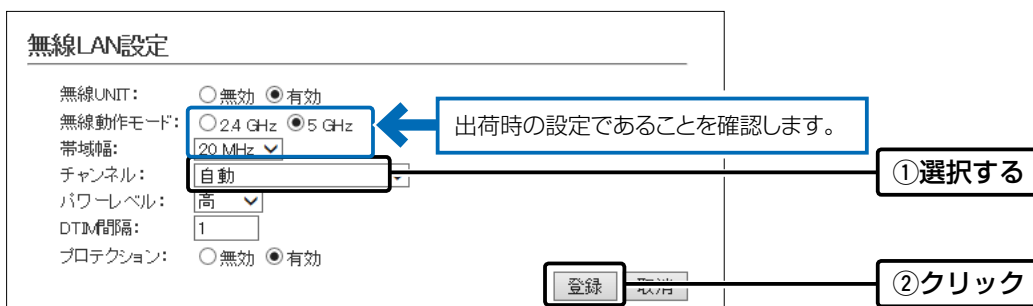 無線LAN設定
無線UNIT： 無効 有効
無線動作モード： 2.4 GHz 5 GHz
出荷時の設定であることを確認します。
帯域幅： 20 MHz
チャンネル： 自動
①選択する
パワーレベル： 高
DTIM間隔： 1
プロテクション： 無効 有効
登録 取消
②クリック